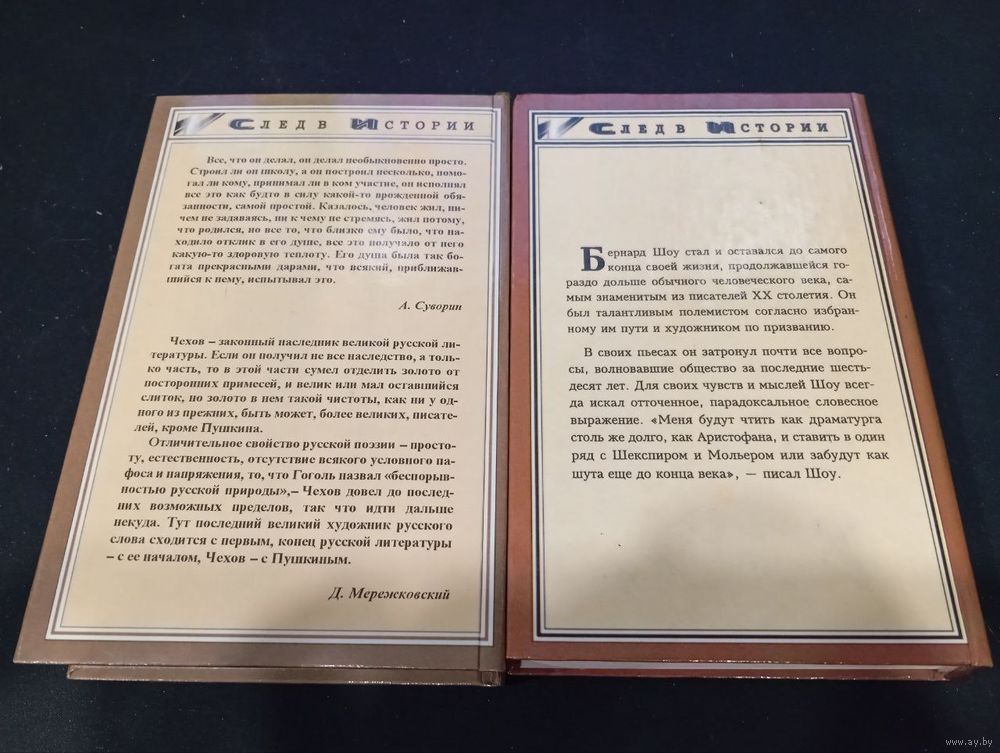 СЛЕД В ИСТОРИИ
Все, что он делал, он делал необыкновенно просто.
Строил ли он школу, а он построил несколько, помо-
гал ли кому, принимал ли в ком участие, он исполнял
все это как будто в силу какой-то врожденной обя-
занности, самой простой. Казалось, человек жил, ни-
чем не задаваясь, ни к чему не стремясь, жил потому,
что родился, но все то, что близко ему было, что на-
ходило отклик в его душе, все это получало от него
какую-то здоровую теплоту. Его душа была так бо-
гата прекрасными дарами, что всякий, приближав-
шийся к нему, испытывал это.
А. Суворин
Чехов – законный наследник великой русской ли-
тературы. Если он получил не все наследство, а толь-
ко часть, то в этой части сумел отделить золото от
посторонних примесей, и велик или мал оставшийся
слиток, но золото в нем такой чистоты, как ни у од-
ного из прежних, быть может, более великих, писате-
лей, кроме Пушкина.
Отличительное свойство русской поэзии – просто-
ту, естественность, отсутствие всякого условного па-
фоса и напряжения, то, что Гоголь назвал «беспорыв-
ностью русской природы»,– Чехов довел до послед-
них возможных пределов, так что идти дальше
некуда. Тут последний великий художник русского
слова сходится с первым, конец русской литературы
– с ее началом, Чехов – с Пушкиным.
Д. Мережковский
СЛЕД В ИСТОРИИ
Бернард Шоу стал и оставался до самого
конца своей жизни, продолжавшейся го-
раздо дольше обычного человеческого века, са-
мым знаменитым из писателей XX столетия. Он
был талантливым полемистом согласно избран-
ному им пути и художником по призванию.
В своих пьесах он затронул почти все вопро-
сы, волновавшие общество за последние шесть-
десят лет. Для своих чувств и мыслей Шоу всег-
да искал отточенное, парадоксальное словесное
выражение. «Меня будут чтить как драматурга
столь же долго, как Аристофана, и ставить в один
ряд с Шекспиром и Мольером или забудут как
шута еще до конца века», — писал Шоу.
www.ay.by